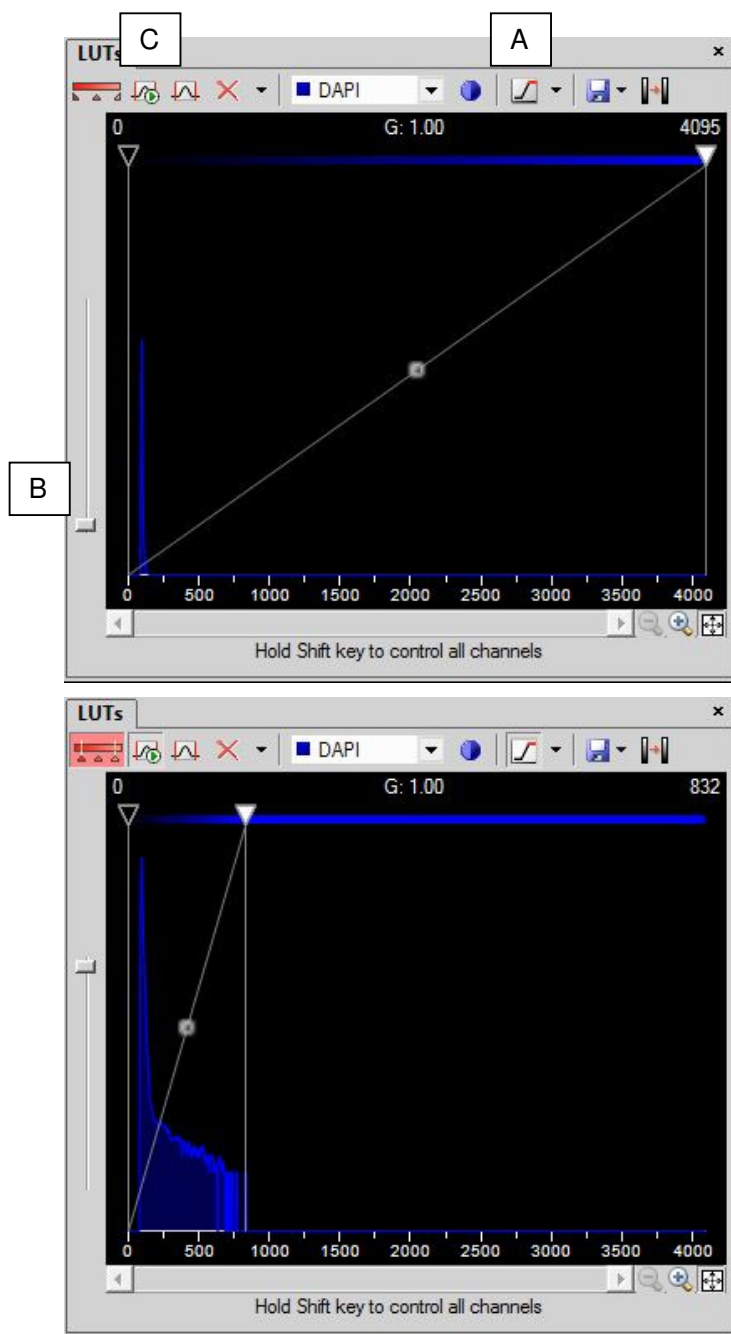 C A
LUTs ×
DAPI
0 G: 1.00 4095
B
0 500 1000 1500 2000 2500 3000 3500 4000
Hold Shift key to control all channels
LUTs ×
DAPI
0 G: 1.00 832
0 500 1000 1500 2000 2500 3000 3500 4000
Hold Shift key to control all channels